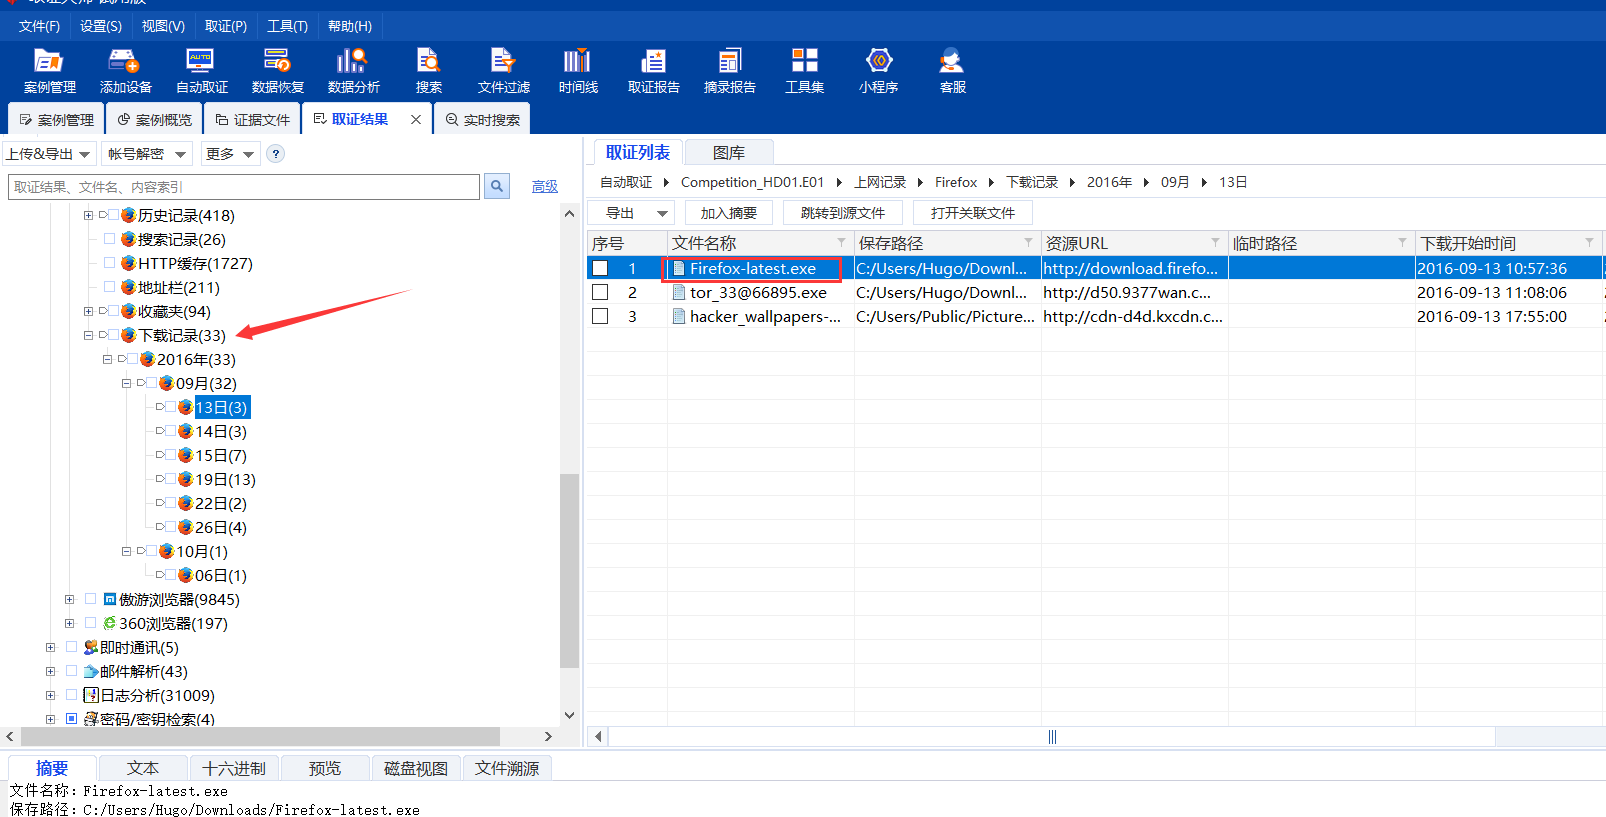 文件(F) 设置(S) 视图(V) 取证(P) 工具(T) 帮助(H)
案例管理 添加设备 自动取证 数据恢复 数据分析 搜索 文件过滤 时间线 取证报告 摘录报告 工具集 小程序 客服
AUTO
案例管理 案例概览 证据文件 取证结果 实时搜索
上传&导出 帐号解密 更多 ?
取证结果、文件名、内容索引 高级
历史记录(418)
搜索记录(26)
HTTP缓存(1727)
地址栏(211)
收藏夹(94)
下载记录(33)
2016年(33)
09月(32)
13日(3)
14日(3)
15日(7)
19日(13)
22日(2)
26日(4)
10月(1)
06日(1)
傲游浏览器(9845)
360浏览器(197)
即时通讯(5)
邮件解析(43)
日志分析(31009)
密码/密钥检索(4)
取证列表 图库
自动取证 Competition_HD01.E01 上网记录 Firefox 下载记录 2016年 09月 13日
导出 加入摘要 跳转到源文件 打开关联文件
序号 文件名称 保存路径 资源URL 临时路径 下载开始时间
1 Firefox-latest.exe C:/Users/Hugo/Downl... http://download.firefo... 2016-09-13 10:57:36
2 tor_33@66895.exe C:/Users/Hugo/Downl... http://d50.9377wan.c... 2016-09-13 11:08:06
3 hacker_wallpapers-... C:/Users/Public/Picture... http://cdn-d4d.kxcdn.c... 2016-09-13 17:55:00
摘要 文本 十六进制 预览 磁盘视图 文件溯源
文件名称：Firefox-latest.exe
保存路径：C:/Users/Hugo/Downloads/Firefox-latest.exe